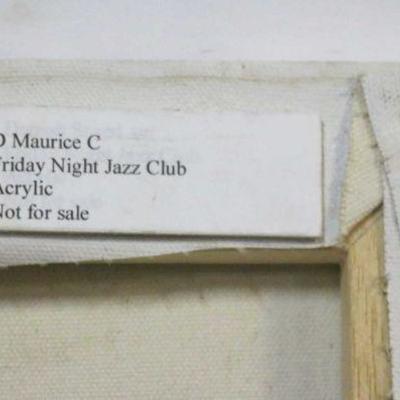 D Maurice C
Friday Night Jazz Club
Acrylic
Not for sale